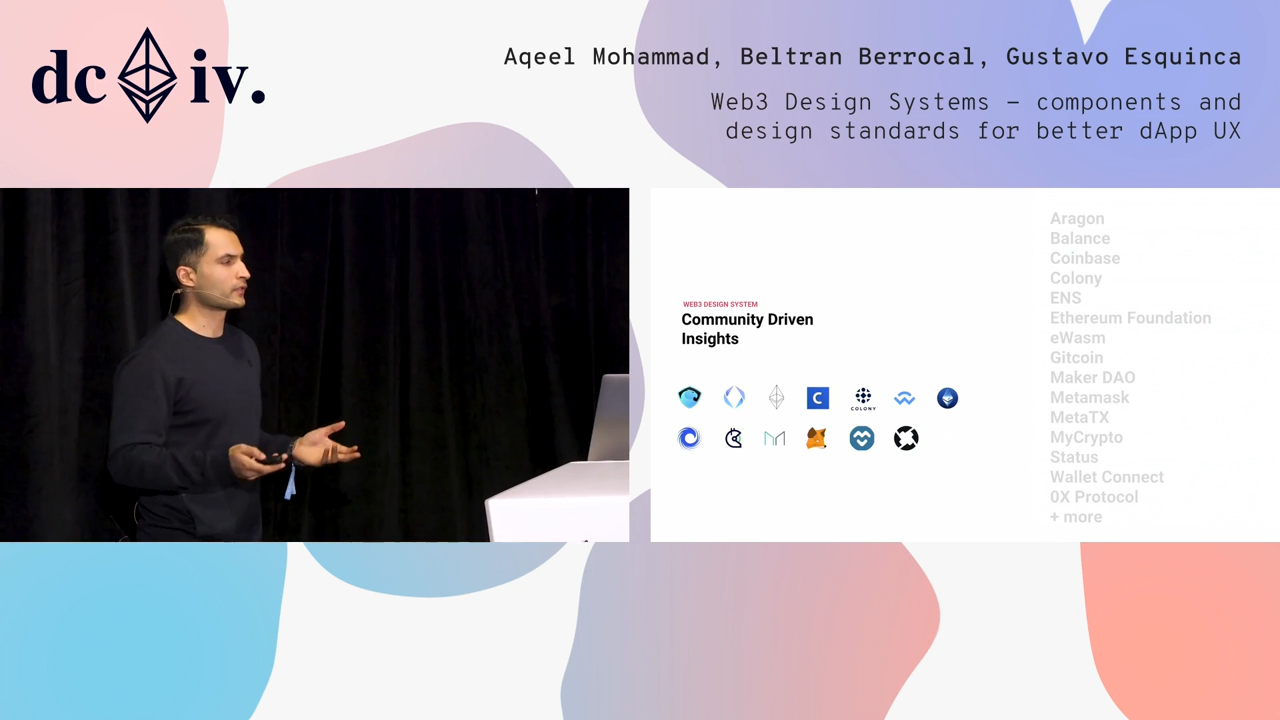 dc iv.
Aqeel Mohammad, Beltran Berrocal, Gustavo Esquinca
Web3 Design Systems – components and
design standards for better dApp UX
WEB3 DESIGN SYSTEM
Community Driven
Insights
C
COLONY
Aragon
Balance
Coinbase
Colony
ENS
Ethereum Foundation
eWasm
Gitcoin
Maker DAO
Metamask
MetaTX
MyCrypto
Status
Wallet Connect
0X Protocol
+ more